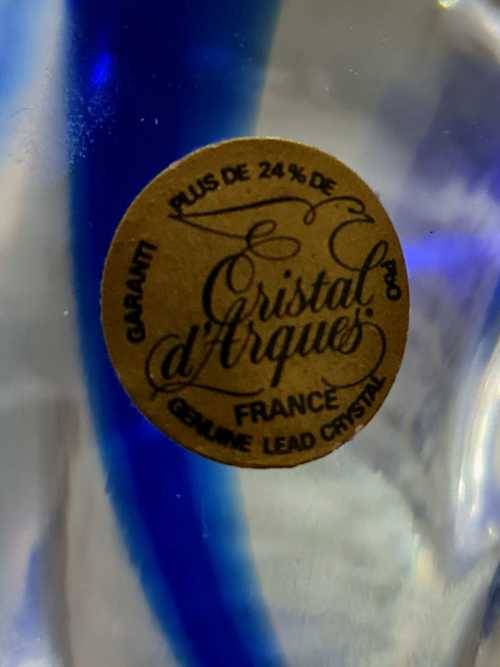 GARANTI PLUS DE 24% DE PbO
Cristal
d'Arques
FRANCE
GENUINE LEAD CRYSTAL